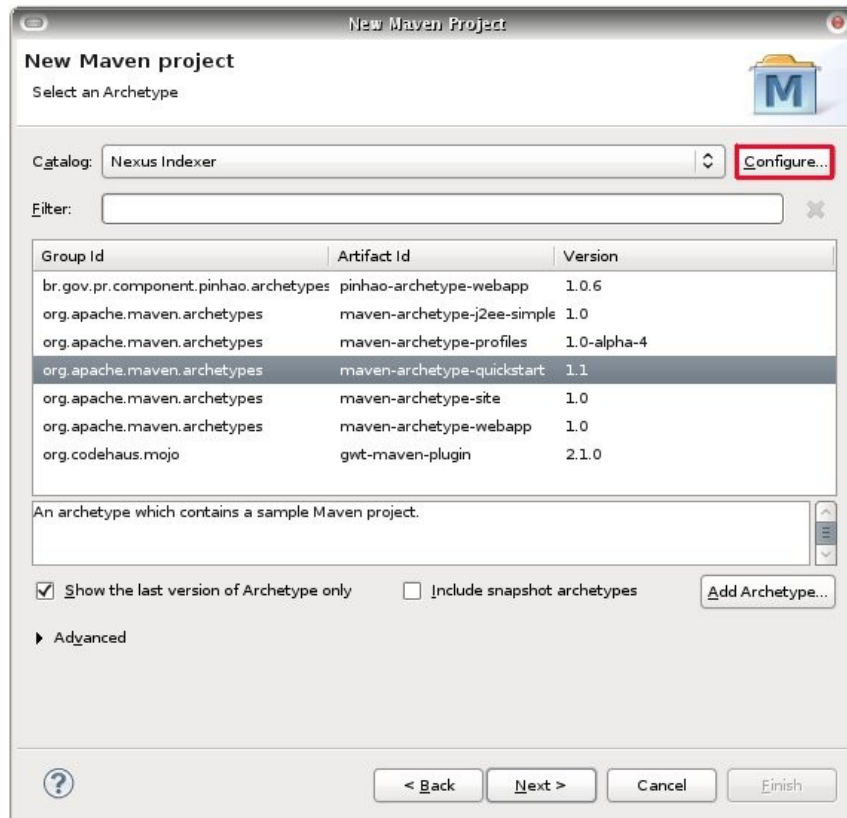 New Maven Project
New Maven project
Select an Archetype
M
Catalog: Nexus Indexer Configure...
Filter:
Group Id Artifact Id Version
br.gov.pr.component.pinhao.archetypes pinhao-archetype-webapp 1.0.6
org.apache.maven.archetypes maven-archetype-j2ee-simple 1.0
org.apache.maven.archetypes maven-archetype-profiles 1.0-alpha-4
org.apache.maven.archetypes maven-archetype-quickstart 1.1
org.apache.maven.archetypes maven-archetype-site 1.0
org.apache.maven.archetypes maven-archetype-webapp 1.0
org.codehaus.mojo gwt-maven-plugin 2.1.0
An archetype which contains a sample Maven project.
Show the last version of Archetype only Include snapshot archetypes Add Archetype...
Advanced
? < Back Next > Cancel Finish